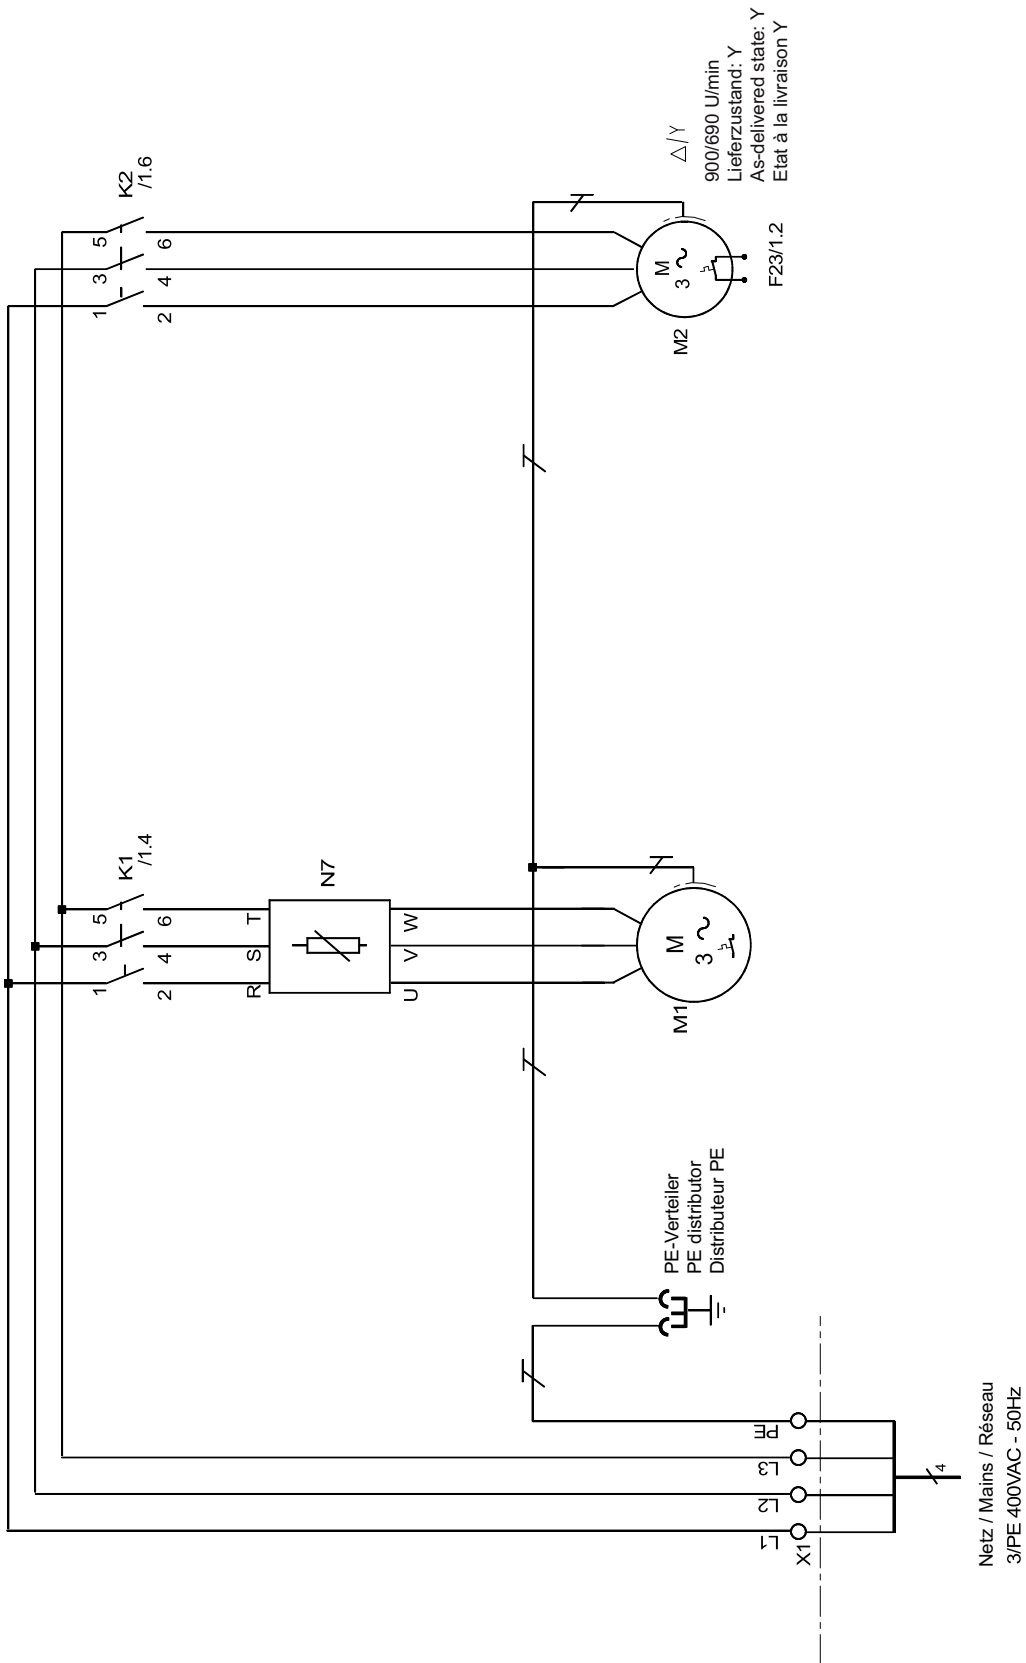 Netz / Mains / Réseau
3/PE 400VAC - 50Hz
4
X1
L1
L2
L3
PE
PE-Verteiler
PE distributor
Distributeur PE
K1
/1.4
1
3
5
2
4
6
R
S
T
N7
U
V
W
M1
M
3
K2
/1.6
1
3
5
2
4
6
M2
M
3
F23/1.2
△/Y
900/690 U/min
Lieferzustand: Y
As-delivered state: Y
Etat à la livraison Y